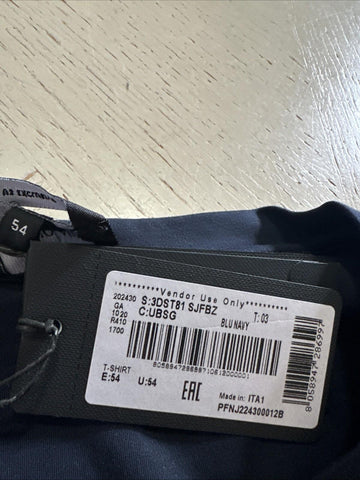 54
**********Vendor Use Only**********
202430 S:3DST81 SJFBZ T: 03
GA C:UBSG BLU NAVY
1020
R410
1700
8058947286997
T-SHIRT
E:54 U:54 EAC Made in: ITA1
PFNJ224300012B